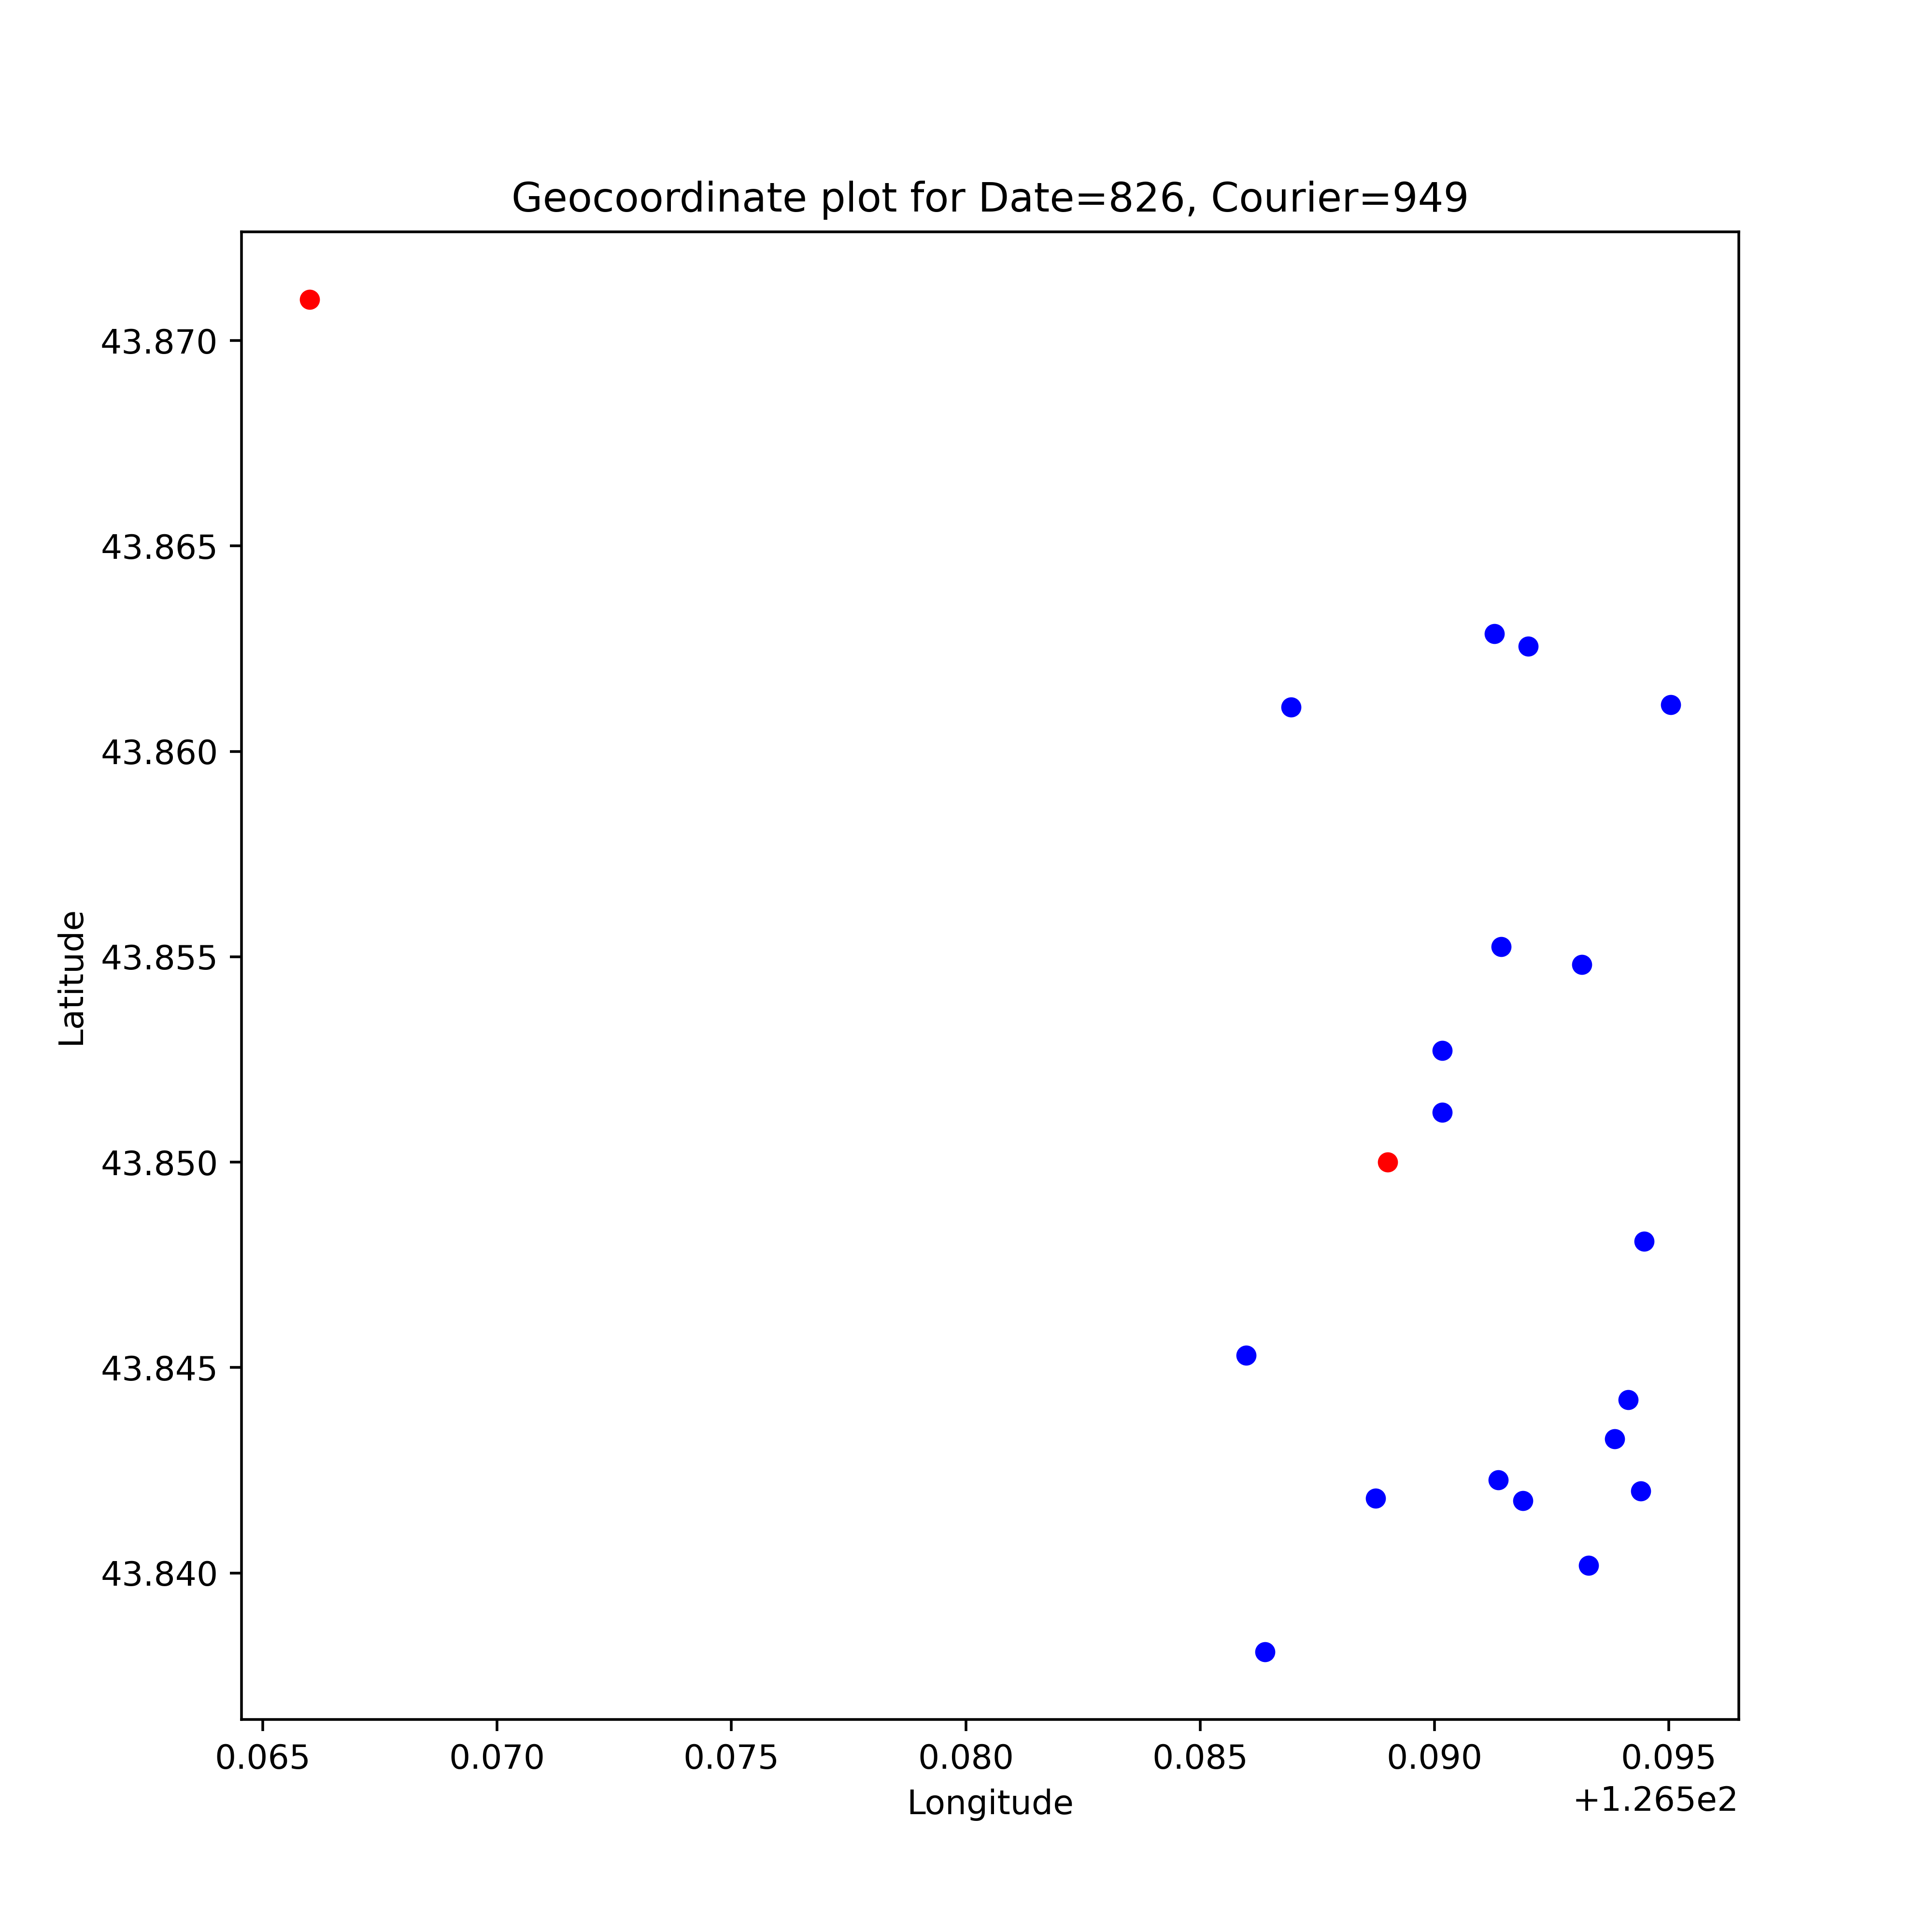 Geocoordinate plot for Date=826, Courier=949
43.870
43.865
43.860
43.855
43.850
43.845
43.840
Latitude
0.065 0.070 0.075 0.080 0.085 0.090 0.095
+1.265e2
Longitude